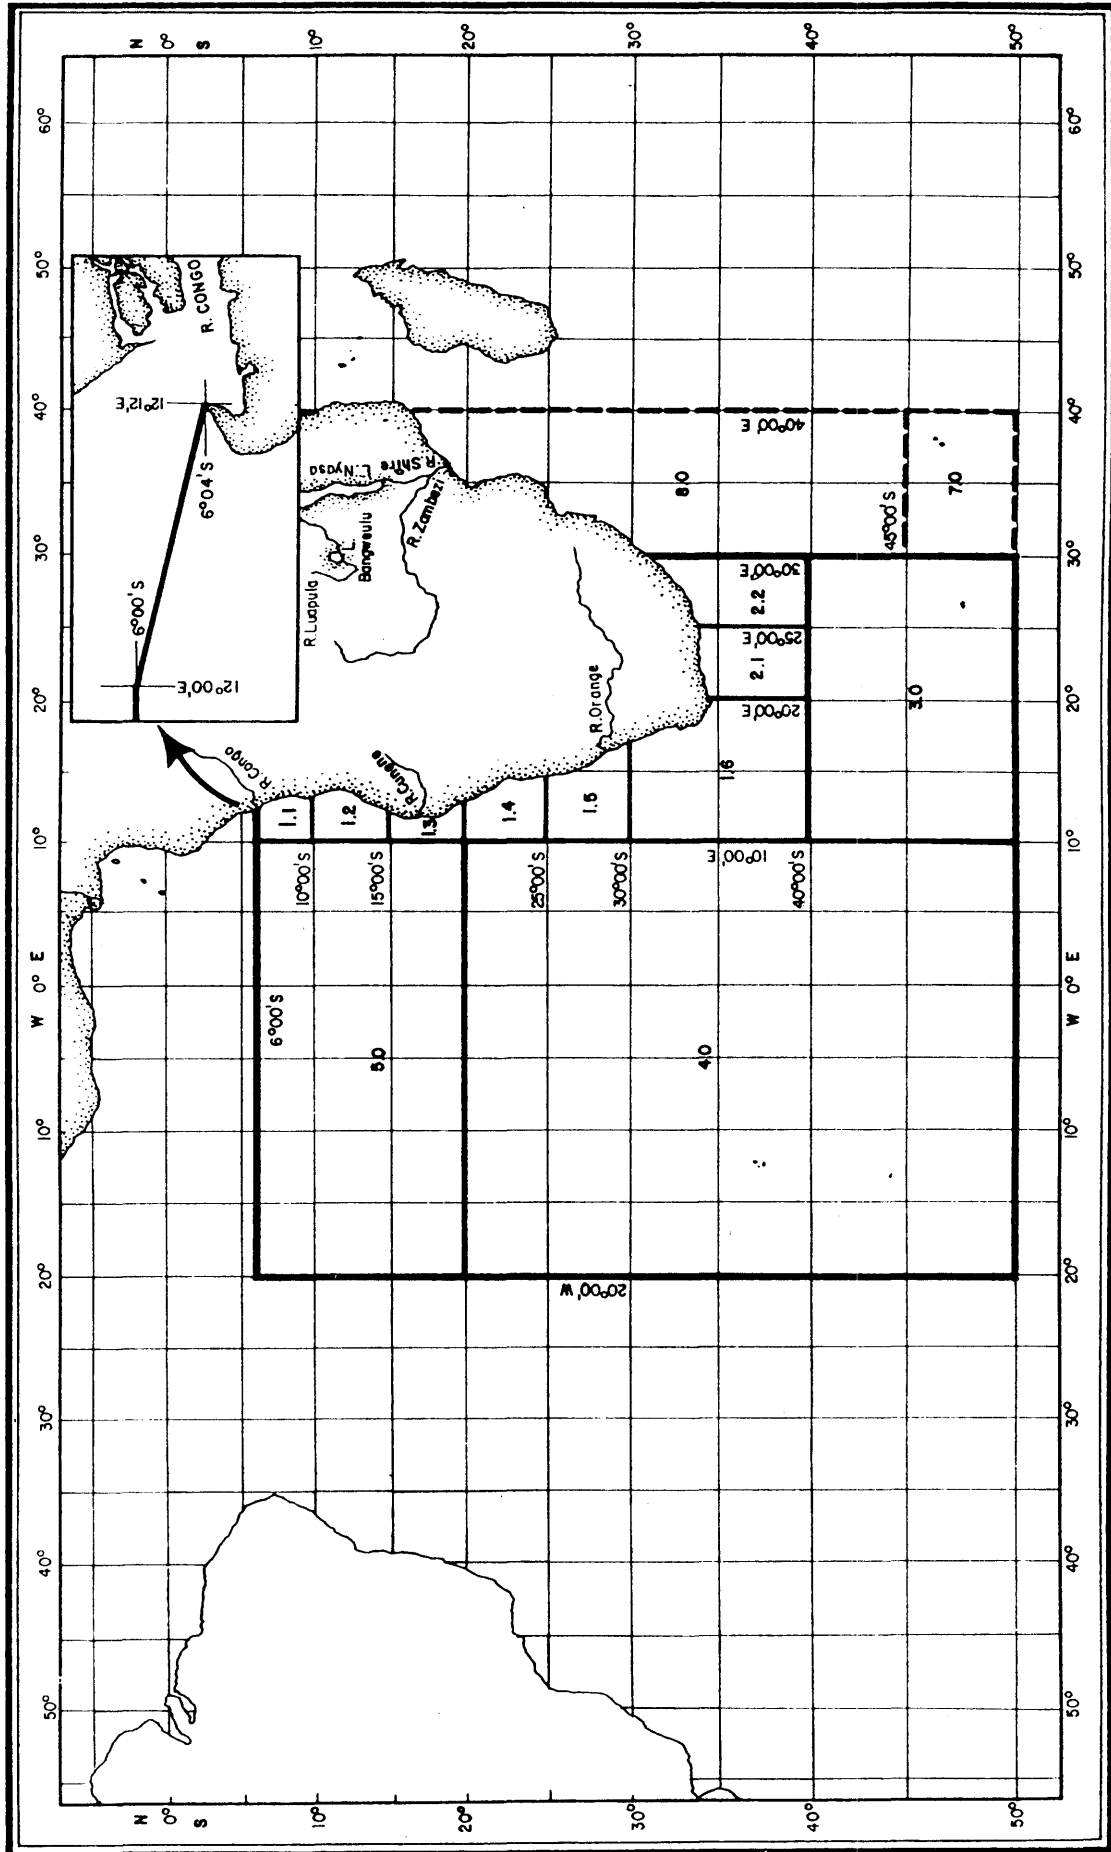 60° 50° 40° 30° 20° 10° W 0° E 10° 20° 30° 40° 50°
N
0°
S
10°
20°
30°
40°
50°
N
0°
S
10°
20°
30°
40°
50°
R. CONGO
12°12'E
6°04'S
6°00'S
12°00'E
R. Congo
R. Cunene
R. Orange
R. Luapula
L.
Bangweulu
R. Zambezi
L. Nyasa
R. Shire
6°00'S
10°00'S
15°00'S
25°00'S
30°00'S
40°00'S
45°00'S
20°00'W
10°00'E
20°00'E
25°00'E
30°00'E
40°00'E
1.1
1.2
1.3
1.4
1.5
1.6
2.1
2.2
3.0
4.0
5.0
7.0
8.0
50° 40° 30° 20° 10° W 0° E 10° 20° 30° 40° 50° 60°